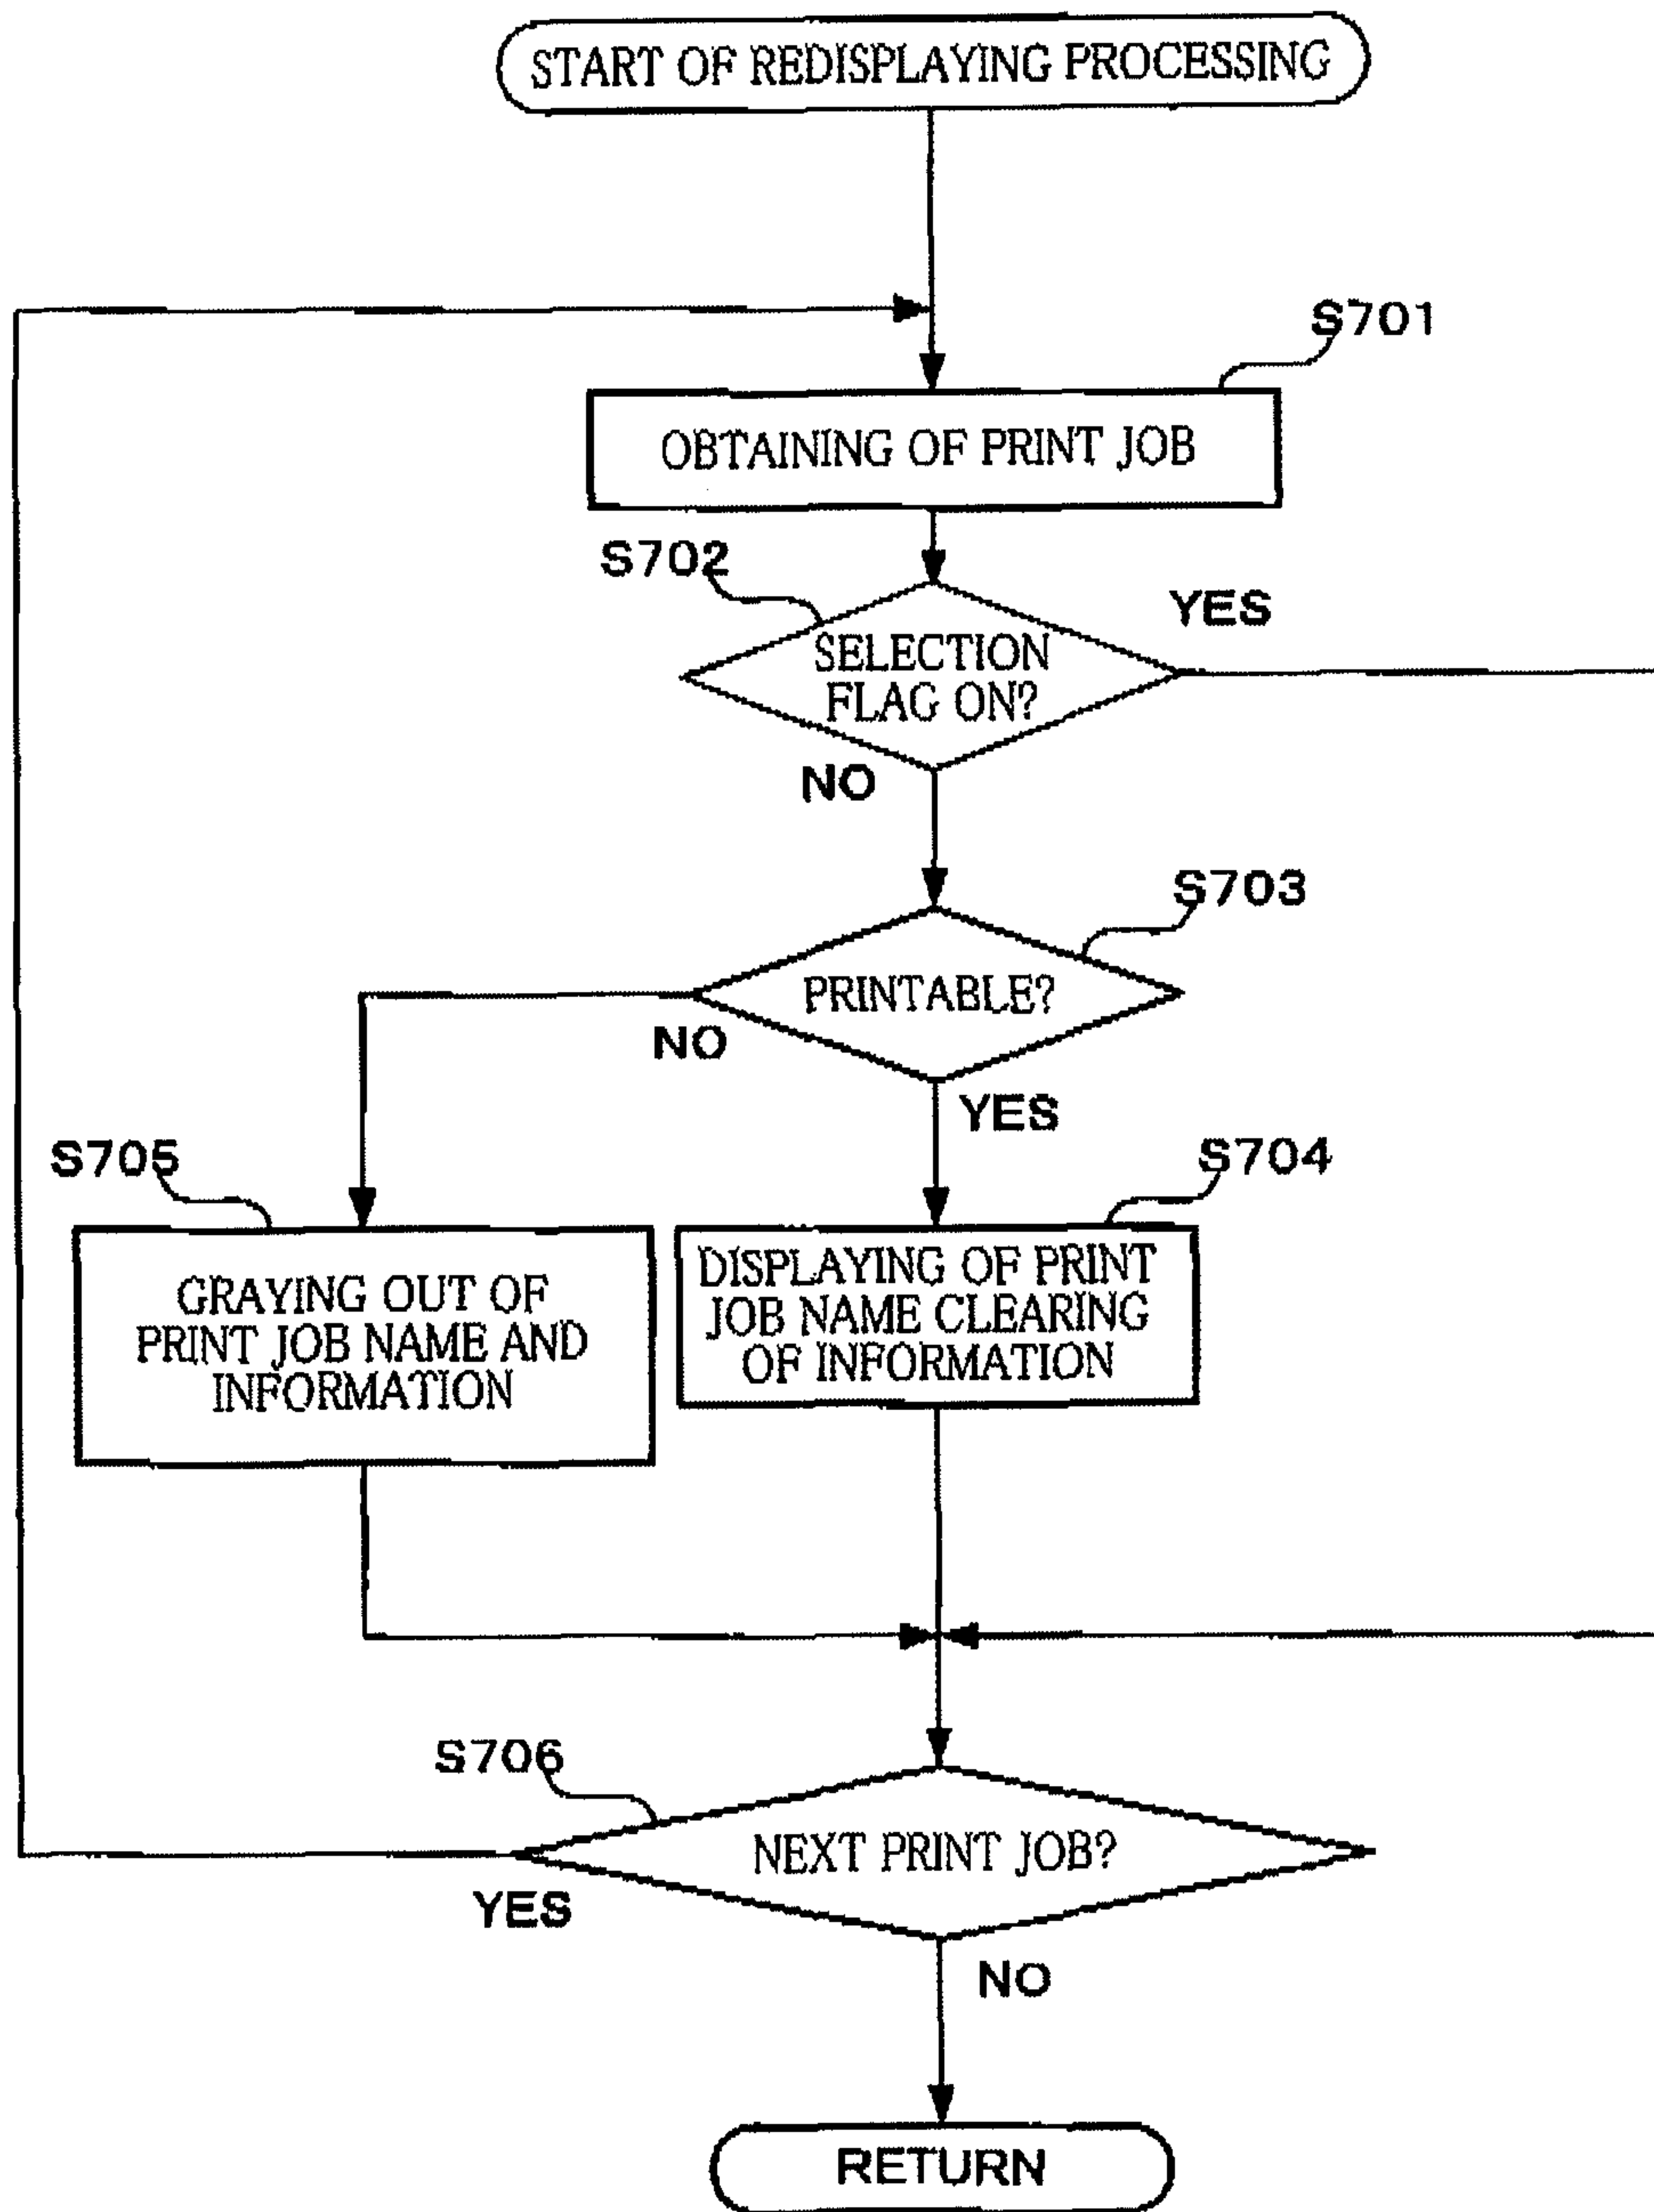 START OF REDISPLAYING PROCESSING
S701
OBTAINING OF PRINT JOB
S702
YES
SELECTION
FLAG ON?
NO
S703
PRINTABLE?
NO
YES
S705
S704
GRAYING OUT OF
PRINT JOB NAME AND
INFORMATION
DISPLAYING OF PRINT
JOB NAME CLEARING
OF INFORMATION
S706
NEXT PRINT JOB?
YES
NO
RETURN